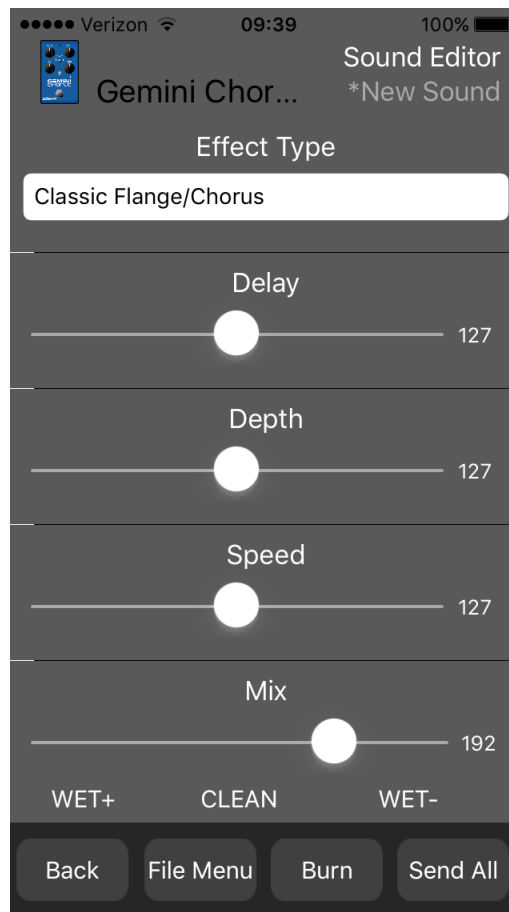 Verizon 09:39 100%
Sound Editor
GEMINI
Gemini Chor... *New Sound
Effect Type
Classic Flange/Chorus
Delay
127
Depth
127
Speed
127
Mix
192
WET+ CLEAN WET-
Back File Menu Burn Send All